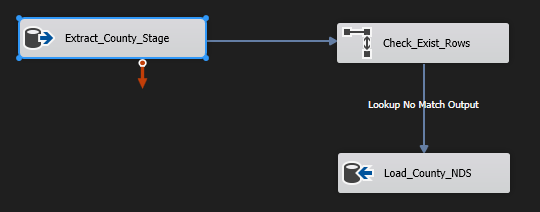 Extract_County_Stage
Check_Exist_Rows
Lookup No Match Output
Load_County_NDS